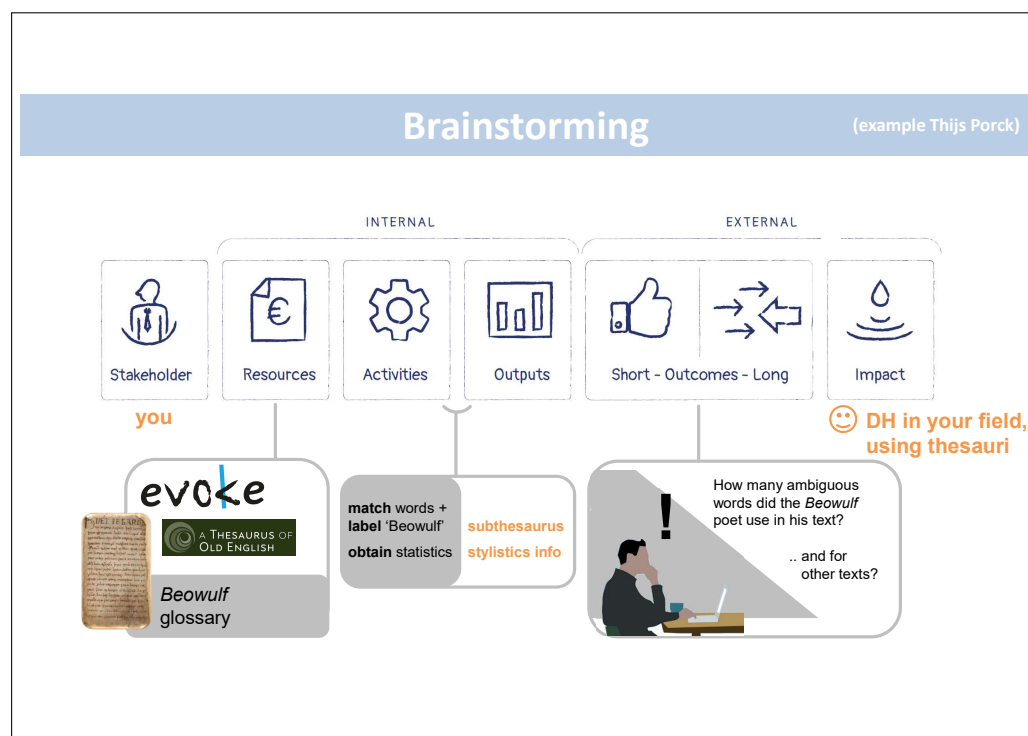 Brainstorming
(example Thijs Porck)
INTERNAL
EXTERNAL
€
Stakeholder
Resources
Activities
Outputs
Short - Outcomes - Long
Impact
you
DH in your field,
using thesauri
evoke
A THESAURUS OF
OLD ENGLISH
Beowulf
glossary
match words +
label ‘Beowulf’
obtain statistics
subthesaurus
stylistics info
!
How many ambiguous
words did the Beowulf
poet use in his text?
.. and for
other texts?